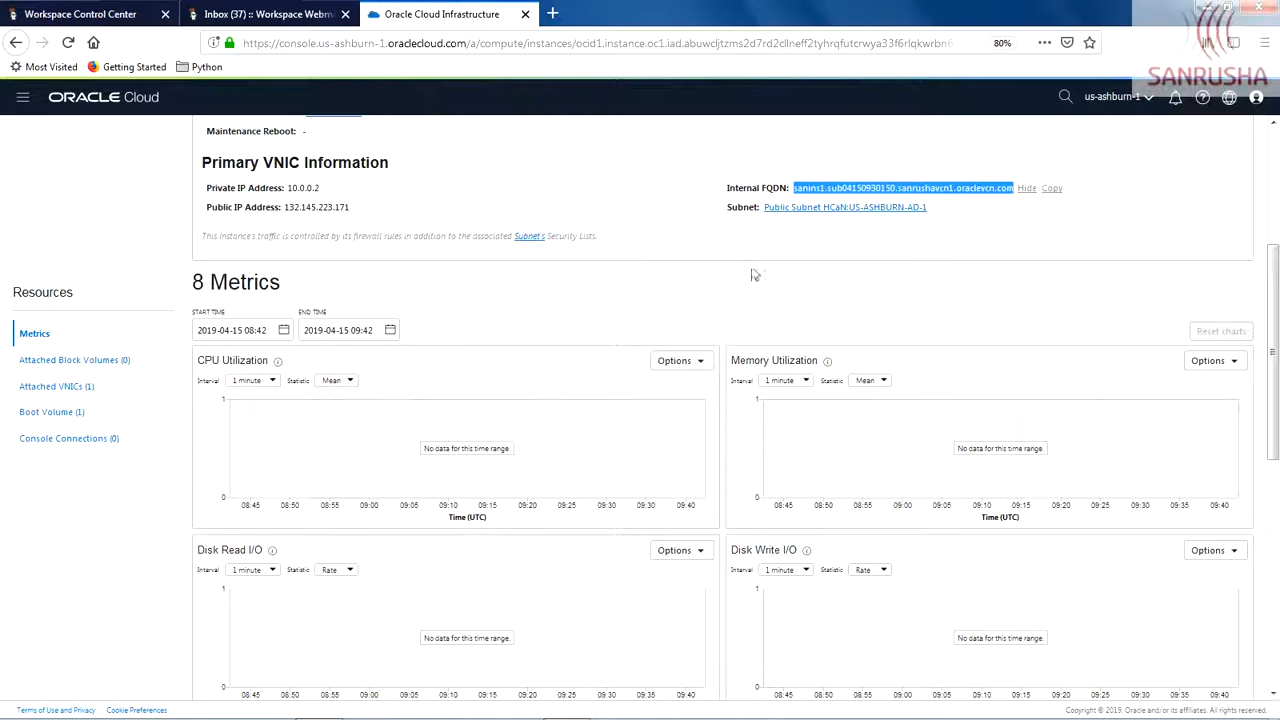 Workspace Control Center
Inbox (37) :: Workspace Webm
Oracle Cloud Infrastructure
https://console.us-ashburn-1.oraclecloud.com/a/compute/instances/ocid1.instance.oc1.iad.abuwcljtzms2d7rd2cllneff2tyhrqfutcrwya33f6rlqkwrbn6
80%
Most Visited
Getting Started
Python
SANRUSHA
ORACLE Cloud
us-ashburn-1
Maintenance Reboot: -
Primary VNIC Information
Private IP Address: 10.0.0.2
Internal FQDN: sanins1.sub04150930150.sanrushavcn1.oraclevcn.com Hide Copy
Public IP Address: 132.145.223.171
Subnet: Public Subnet HCaN:US-ASHBURN-AD-1
This instance's traffic is controlled by its firewall rules in addition to the associated Subnet's Security Lists.
8 Metrics
Resources
START TIME
END TIME
2019-04-15 08:42
2019-04-15 09:42
Reset charts
Metrics
Attached Block Volumes (0)
Attached VNICs (1)
Boot Volume (1)
Console Connections (0)
CPU Utilization
Options
Interval 1 minute Statistic Mean
1
No data for this time range.
0
08:45 08:50 08:55 09:00 09:05 09:10 09:15 09:20 09:25 09:30 09:35 09:40
Time (UTC)
Memory Utilization
Options
Interval 1 minute Statistic Mean
1
No data for this time range.
0
08:45 08:50 08:55 09:00 09:05 09:10 09:15 09:20 09:25 09:30 09:35 09:40
Time (UTC)
Disk Read I/O
Options
Interval 1 minute Statistic Rate
1
No data for this time range.
0
08:45 08:50 08:55 09:00 09:05 09:10 09:15 09:20 09:25 09:30 09:35 09:40
Disk Write I/O
Options
Interval 1 minute Statistic Rate
1
No data for this time range.
0
08:45 08:50 08:55 09:00 09:05 09:10 09:15 09:20 09:25 09:30 09:35 09:40
Terms of Use and Privacy
Cookie Preferences
Copyright © 2019, Oracle and/or its affiliates. All rights reserved.